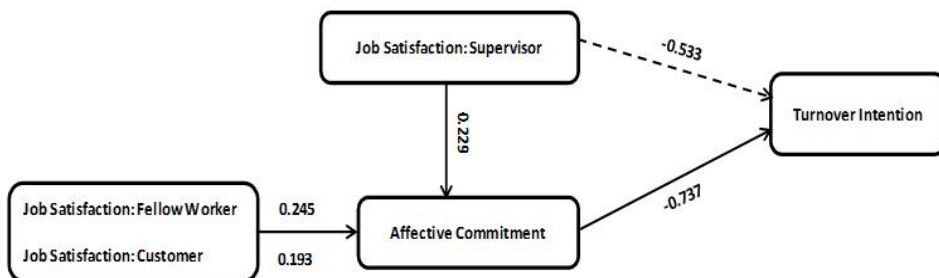 Job Satisfaction: Supervisor
-0.533
Turnover Intention
0.229
-0.737
Job Satisfaction: Fellow Worker
0.245
Affective Commitment
Job Satisfaction: Customer
0.193